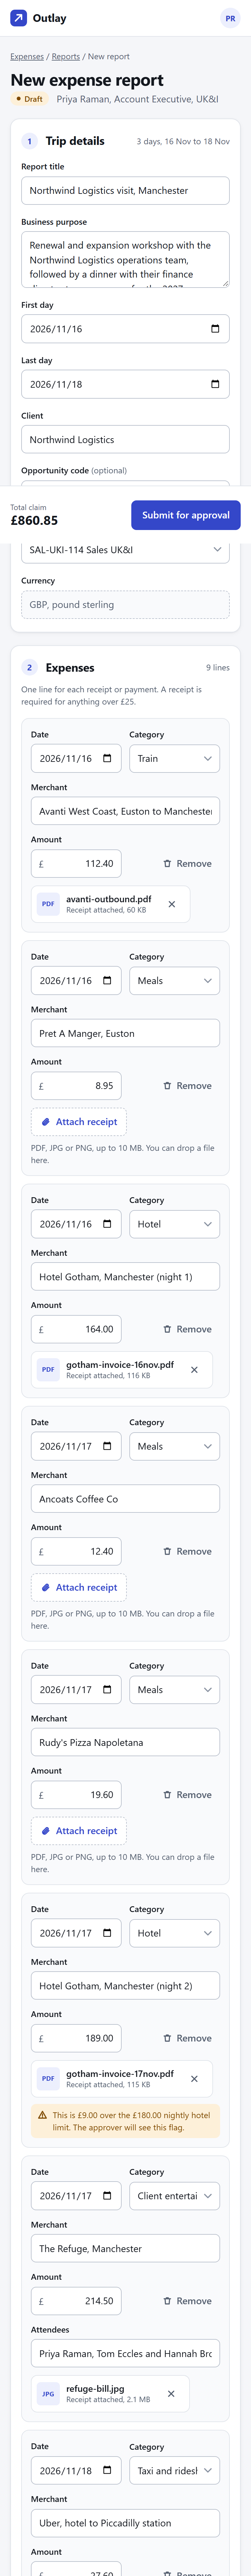 Outlay
PR
Expenses / Reports / New report
New expense report
Draft
Priya Raman, Account Executive, UK&I
1
Trip details
3 days, 16 Nov to 18 Nov
Report title
Northwind Logistics visit, Manchester
Business purpose
Renewal and expansion workshop with the
Northwind Logistics operations team,
followed by a dinner with their finance
First day
2026/11/16
Last day
2026/11/18
Client
Northwind Logistics
Opportunity code (optional)
Total claim
£860.85
Submit for approval
SAL-UKI-114 Sales UK&I
Currency
GBP, pound sterling
2
Expenses
9 lines
One line for each receipt or payment. A receipt is
required for anything over £25.
Date
Category
2026/11/16
Train
Merchant
Avanti West Coast, Euston to Manchester
Amount
£ 112.40
Remove
PDF
avanti-outbound.pdf
Receipt attached, 60 KB
Date
Category
2026/11/16
Meals
Merchant
Pret A Manger, Euston
Amount
£ 8.95
Remove
Attach receipt
PDF, JPG or PNG, up to 10 MB. You can drop a file
here.
Date
Category
2026/11/16
Hotel
Merchant
Hotel Gotham, Manchester (night 1)
Amount
£ 164.00
Remove
PDF
gotham-invoice-16nov.pdf
Receipt attached, 116 KB
Date
Category
2026/11/17
Meals
Merchant
Ancoats Coffee Co
Amount
£ 12.40
Remove
Attach receipt
PDF, JPG or PNG, up to 10 MB. You can drop a file
here.
Date
Category
2026/11/17
Meals
Merchant
Rudy's Pizza Napoletana
Amount
£ 19.60
Remove
Attach receipt
PDF, JPG or PNG, up to 10 MB. You can drop a file
here.
Date
Category
2026/11/17
Hotel
Merchant
Hotel Gotham, Manchester (night 2)
Amount
£ 189.00
Remove
PDF
gotham-invoice-17nov.pdf
Receipt attached, 115 KB
This is £9.00 over the £180.00 nightly hotel
limit. The approver will see this flag.
Date
Category
2026/11/17
Client entertai
Merchant
The Refuge, Manchester
Amount
£ 214.50
Remove
Attendees
Priya Raman, Tom Eccles and Hannah Bro
JPG
refuge-bill.jpg
Receipt attached, 2.1 MB
Date
Category
2026/11/18
Taxi and ridesh
Merchant
Uber, hotel to Piccadilly station
Amount